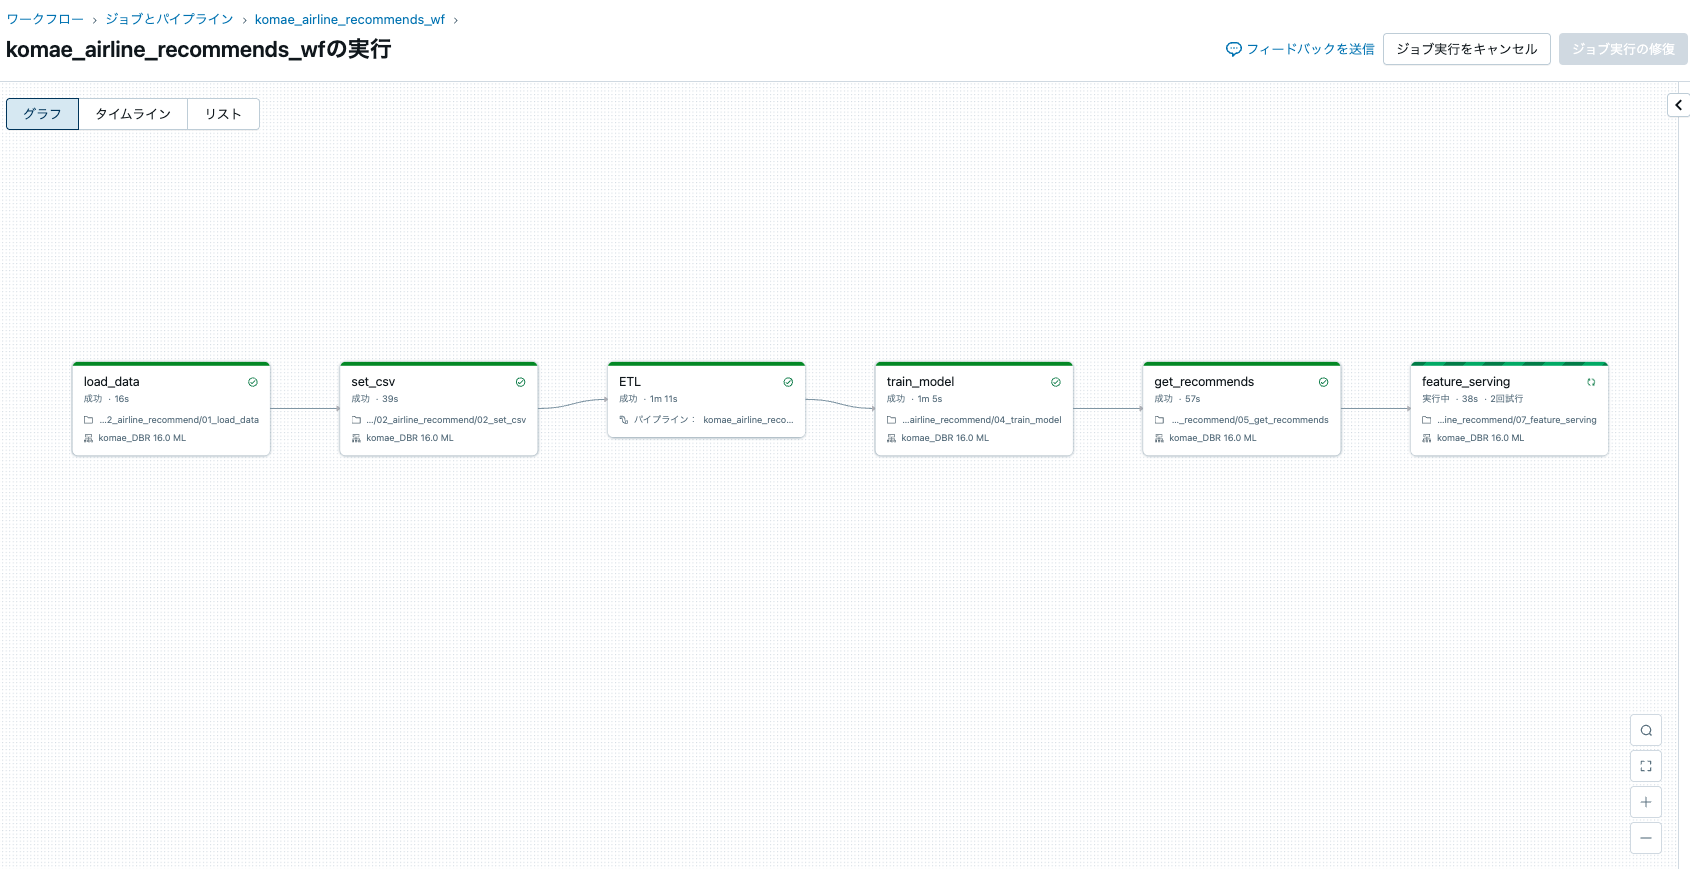 ワークフロー › ジョブとパイプライン › komae_airline_recommends_wf ›
komae_airline_recommends_wfの実行
フィードバックを送信
ジョブ実行をキャンセル
ジョブ実行の修復
グラフ
タイムライン
リスト
load_data
成功 · 16s
...2_airline_recommend/01_load_data
komae_DBR 16.0 ML
set_csv
成功 · 39s
.../02_airline_recommend/02_set_csv
komae_DBR 16.0 ML
ETL
成功 · 1m 11s
パイプライン： komae_airline_reco...
train_model
成功 · 1m 5s
...airline_recommend/04_train_model
komae_DBR 16.0 ML
get_recommends
成功 · 57s
..._recommend/05_get_recommends
komae_DBR 16.0 ML
feature_serving
実行中 · 38s · 2回試行
...ine_recommend/07_feature_serving
komae_DBR 16.0 ML